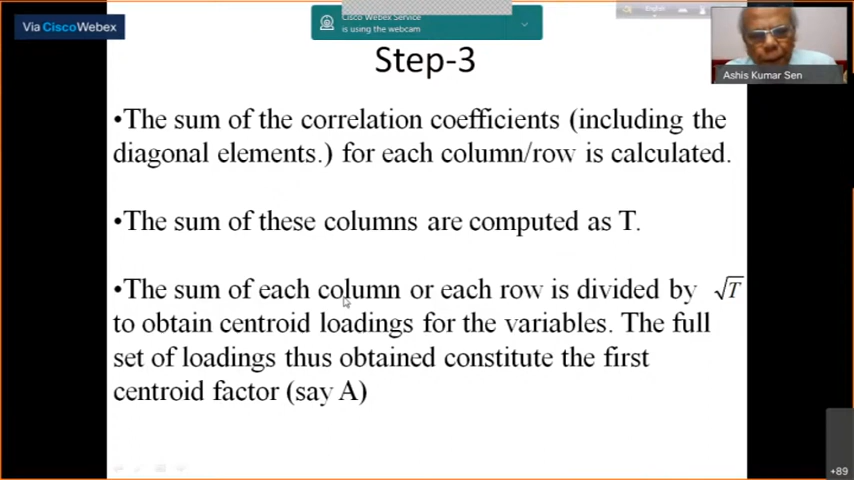 Via CiscoWebex
Cisco Webex Service
is using the webcam
English
Ashis Kumar Sen
Step-3
•The sum of the correlation coefficients (including the
diagonal elements.) for each column/row is calculated.
•The sum of these columns are computed as T.
•The sum of each column or each row is divided by √T
to obtain centroid loadings for the variables. The full
set of loadings thus obtained constitute the first
centroid factor (say A)
+89